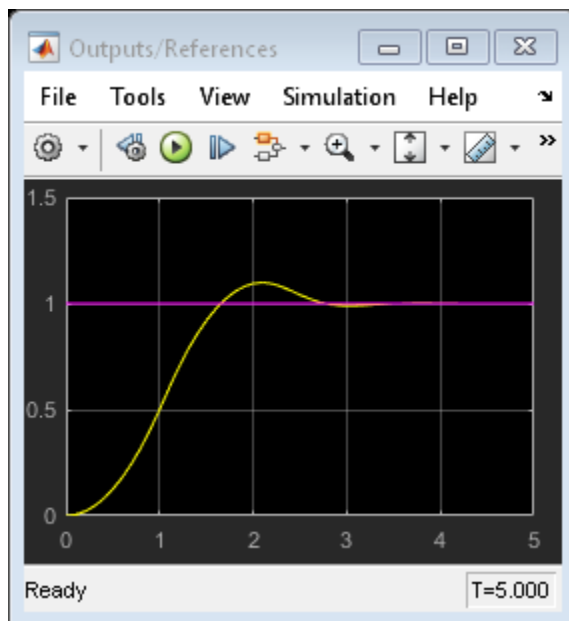 Outputs/References
File Tools View Simulation Help
1.5
1
0.5
0
0 1 2 3 4 5
Ready T=5.000